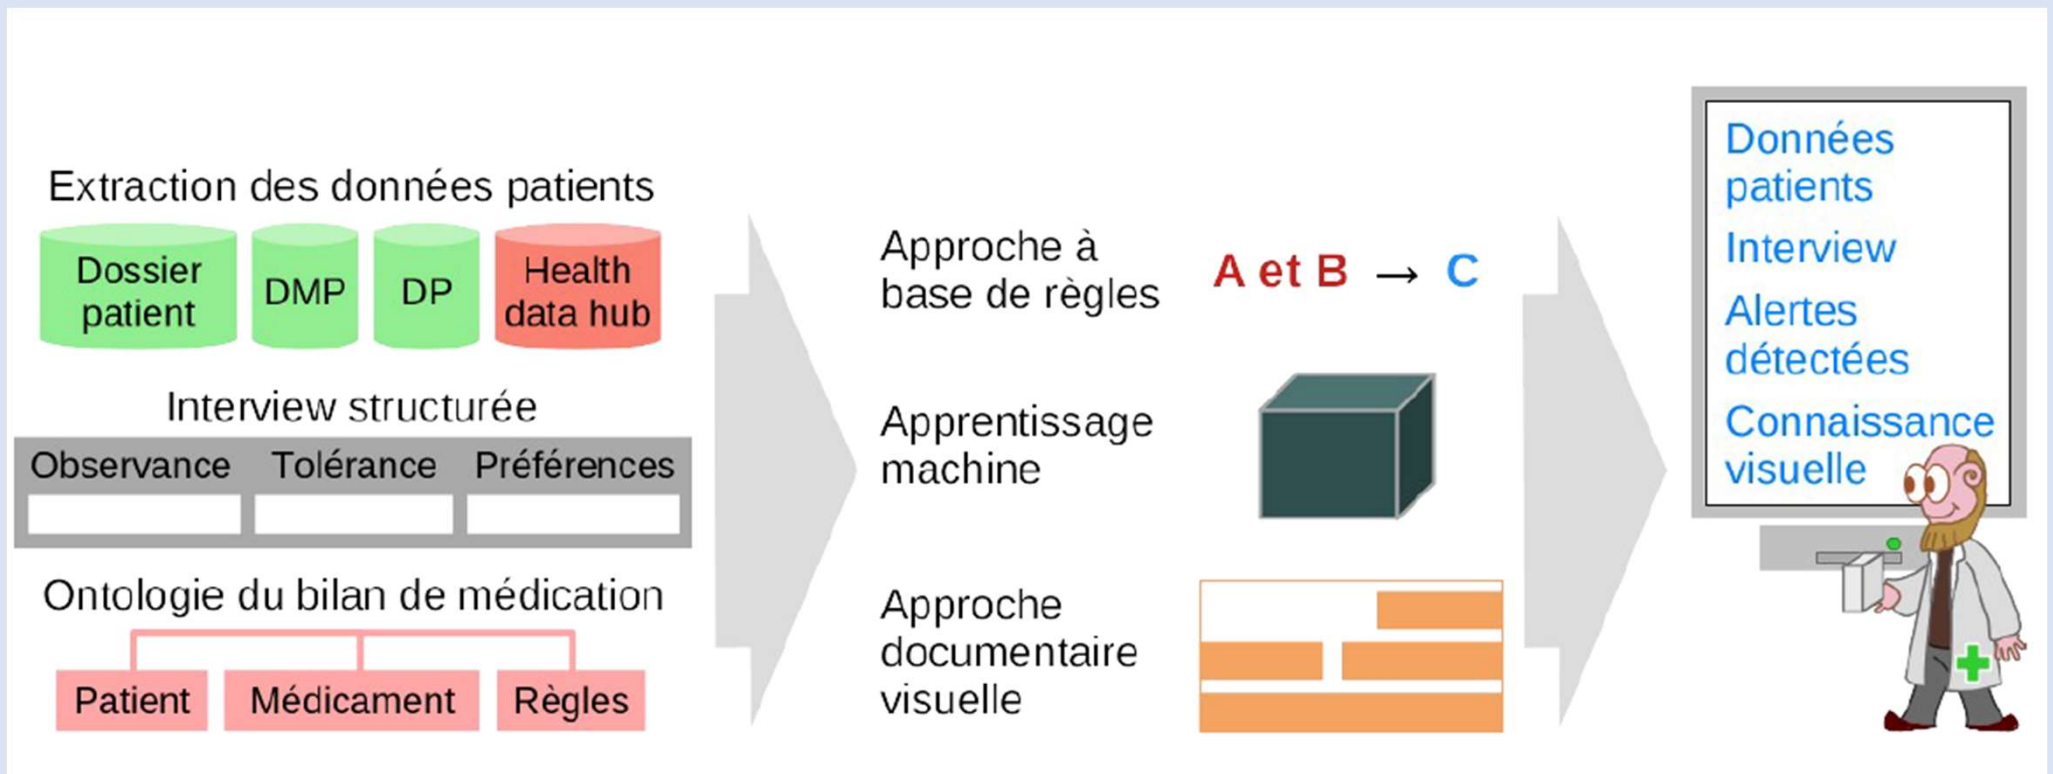 Extraction des données patients
Dossier
patient
DMP
DP
Health
data hub
Interview structurée
Observance
Tolérance
Préférences
Ontologie du bilan de médication
Patient
Médicament
Règles
Approche à
base de règles
A et B → C
Apprentissage
machine
Approche
documentaire
visuelle
Données
patients
Interview
Alertes
détectées
Connaissance
visuelle